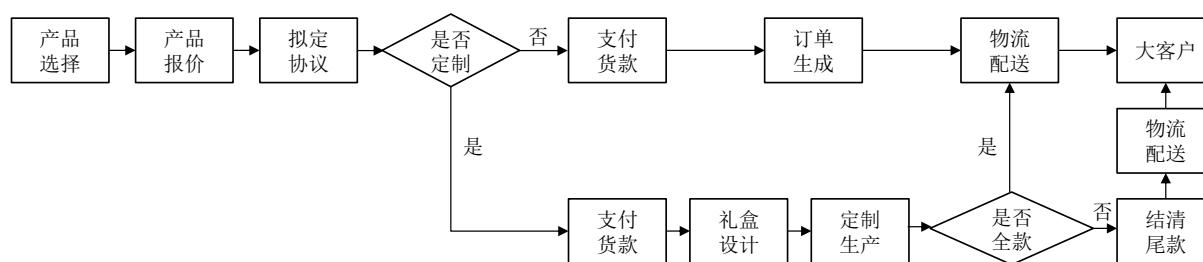 产品
选择
产品
报价
拟定
协议
是否
定制
否
支付
货款
订单
生成
物流
配送
大客户
是
是
物流
配送
支付
货款
礼盒
设计
定制
生产
是否
全款
否
结清
尾款